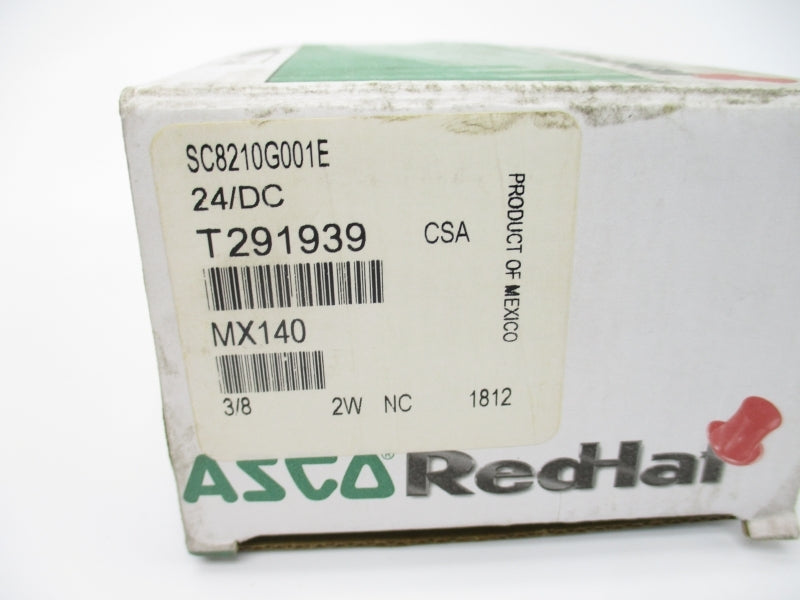 SC8210G001E
24/DC
T291939 CSA
MX140
3/8 2W NC 1812
PRODUCT OF MEXICO
ASCO® RedHat